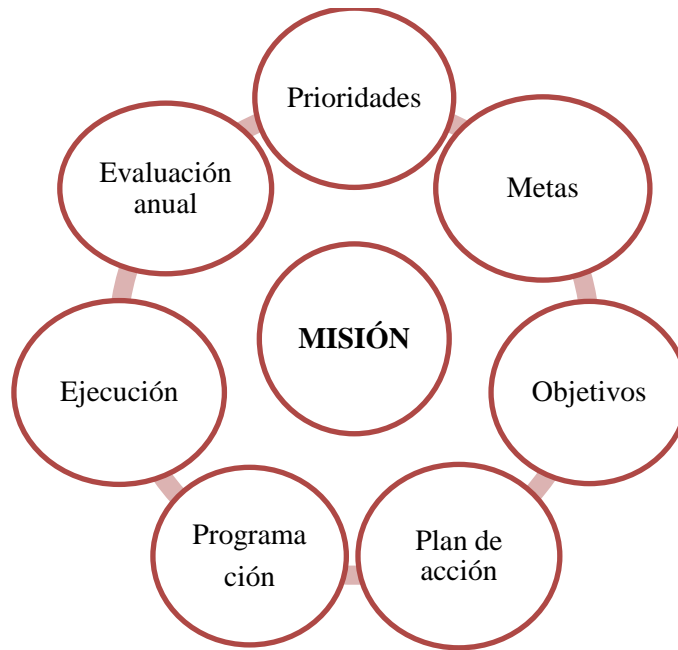 Prioridades
Metas
Objetivos
Plan de
acción
Programa
ción
Ejecución
Evaluación
anual
MISIÓN